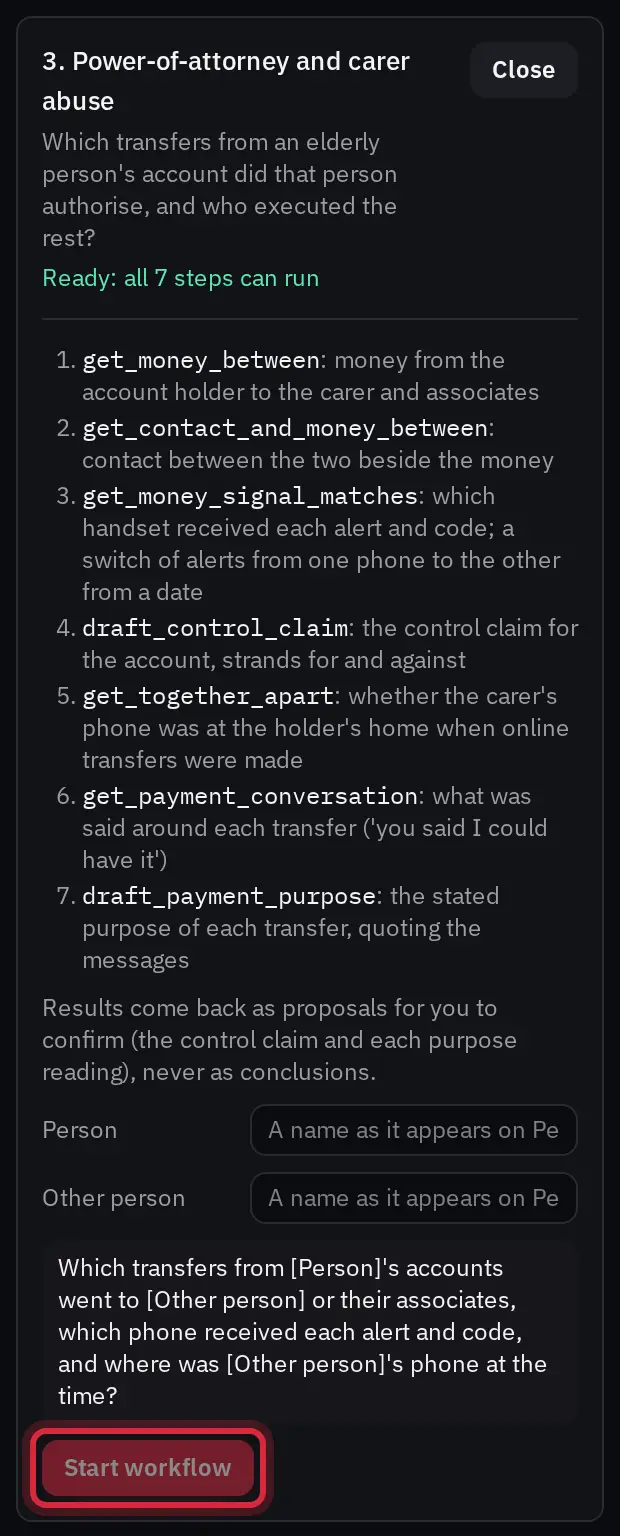 3. Power-of-attorney and carer
abuse
Close
Which transfers from an elderly
person's account did that person
authorise, and who executed the
rest?
Ready: all 7 steps can run
1. get_money_between: money from the
account holder to the carer and associates
2. get_contact_and_money_between:
contact between the two beside the money
3. get_money_signal_matches: which
handset received each alert and code; a
switch of alerts from one phone to the other
from a date
4. draft_control_claim: the control claim for
the account, strands for and against
5. get_together_apart: whether the carer's
phone was at the holder's home when online
transfers were made
6. get_payment_conversation: what was
said around each transfer ('you said I could
have it')
7. draft_payment_purpose: the stated
purpose of each transfer, quoting the
messages
Results come back as proposals for you to
confirm (the control claim and each purpose
reading), never as conclusions.
Person
A name as it appears on Pe
Other person
A name as it appears on Pe
Which transfers from [Person]'s accounts
went to [Other person] or their associates,
which phone received each alert and code,
and where was [Other person]'s phone at the
time?
Start workflow